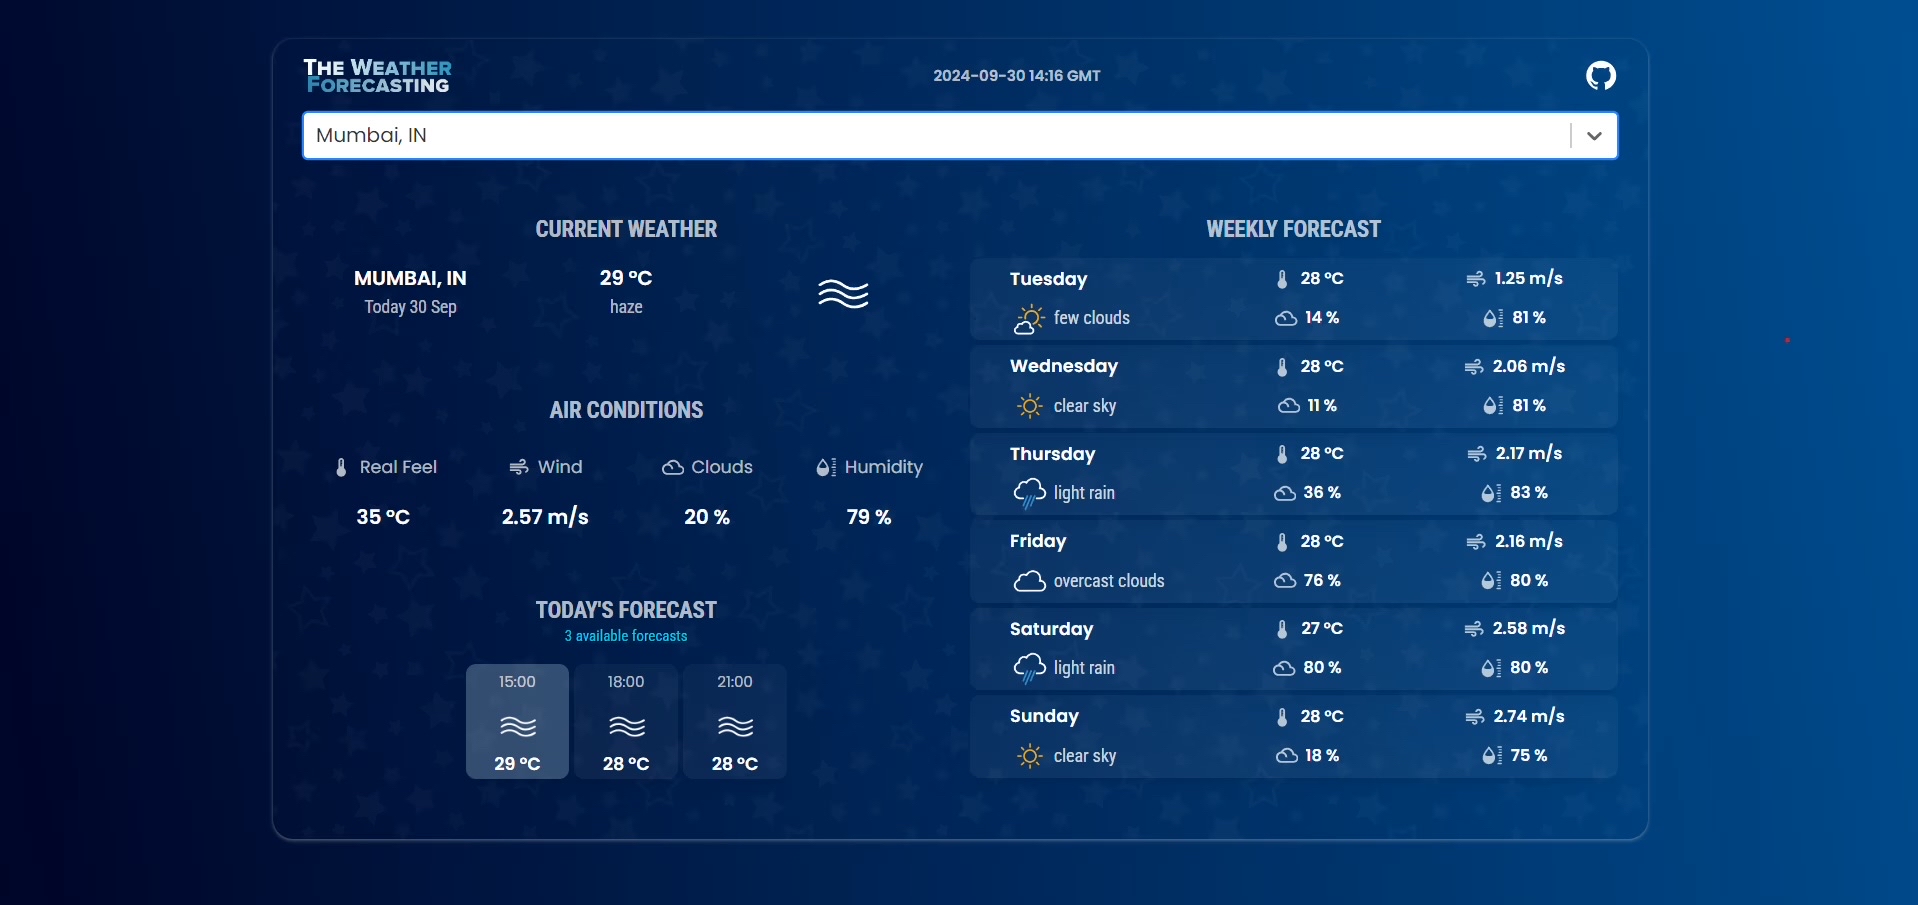 THE WEATHER
FORECASTING
2024-09-30 14:16 GMT
Mumbai, IN
CURRENT WEATHER
MUMBAI, IN
Today 30 Sep
29 °C
haze
AIR CONDITIONS
Real Feel Wind Clouds Humidity
35 °C 2.57 m/s 20 % 79 %
TODAY'S FORECAST
3 available forecasts
15:00 18:00 21:00
29 °C 28 °C 28 °C
WEEKLY FORECAST
Tuesday 28 °C 1.25 m/s
few clouds 14 % 81 %
Wednesday 28 °C 2.06 m/s
clear sky 11 % 81 %
Thursday 28 °C 2.17 m/s
light rain 36 % 83 %
Friday 28 °C 2.16 m/s
overcast clouds 76 % 80 %
Saturday 27 °C 2.58 m/s
light rain 80 % 80 %
Sunday 28 °C 2.74 m/s
clear sky 18 % 75 %